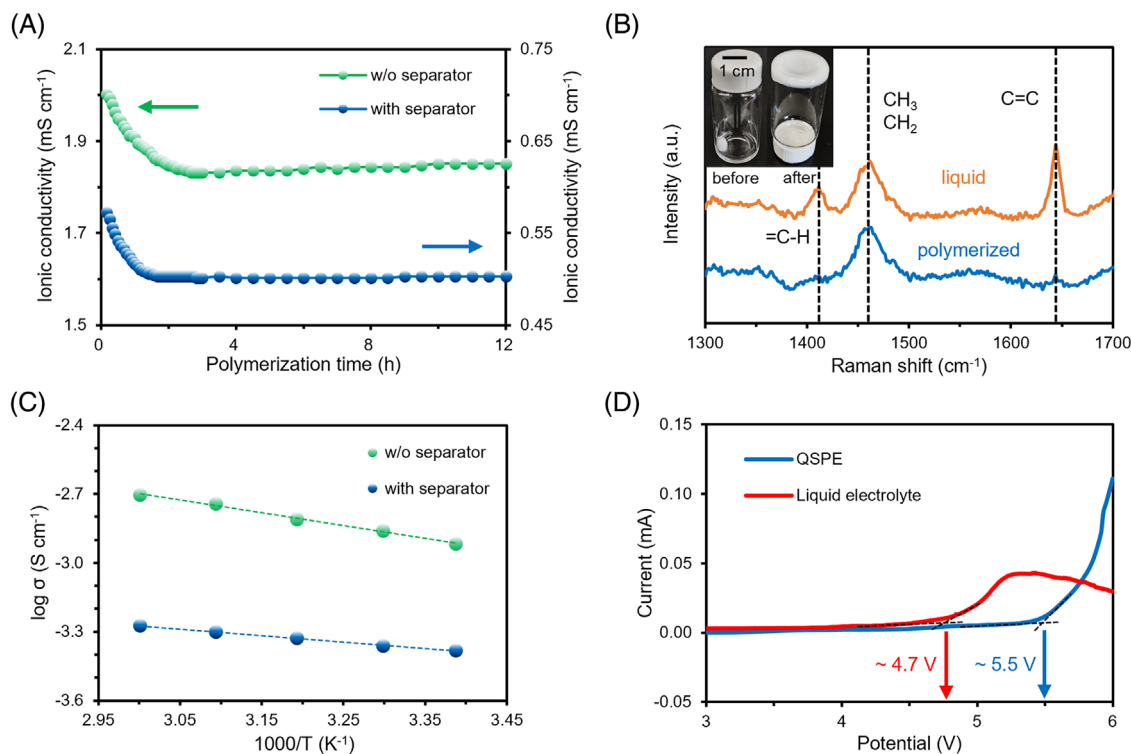 (A)
2.1
1.9
1.7
1.5
Ionic conductivity (mS cm⁻¹)
w/o separator
with separator
0.75
0.65
0.55
0.45
Ionic conductivity (mS cm⁻¹)
0
4
6
8
10
12
2
Polymerization time (h)
(B)
Intensity (a.u.)
1 cm
before
after
CH₃
CH₂
C=C
liquid
=C-H
polymerized
1300
1400
1500
1600
1700
Raman shift (cm⁻¹)
(C)
-2.4
-2.7
-3.0
-3.3
-3.6
log σ (S cm⁻¹)
w/o separator
with separator
2.95
3.05
3.15
3.25
3.35
3.45
1000/T (K⁻¹)
(D)
0.15
0.10
0.05
0.00
-0.05
Current (mA)
QSPE
Liquid electrolyte
~ 4.7 V
~ 5.5 V
3
4
5
6
Potential (V)